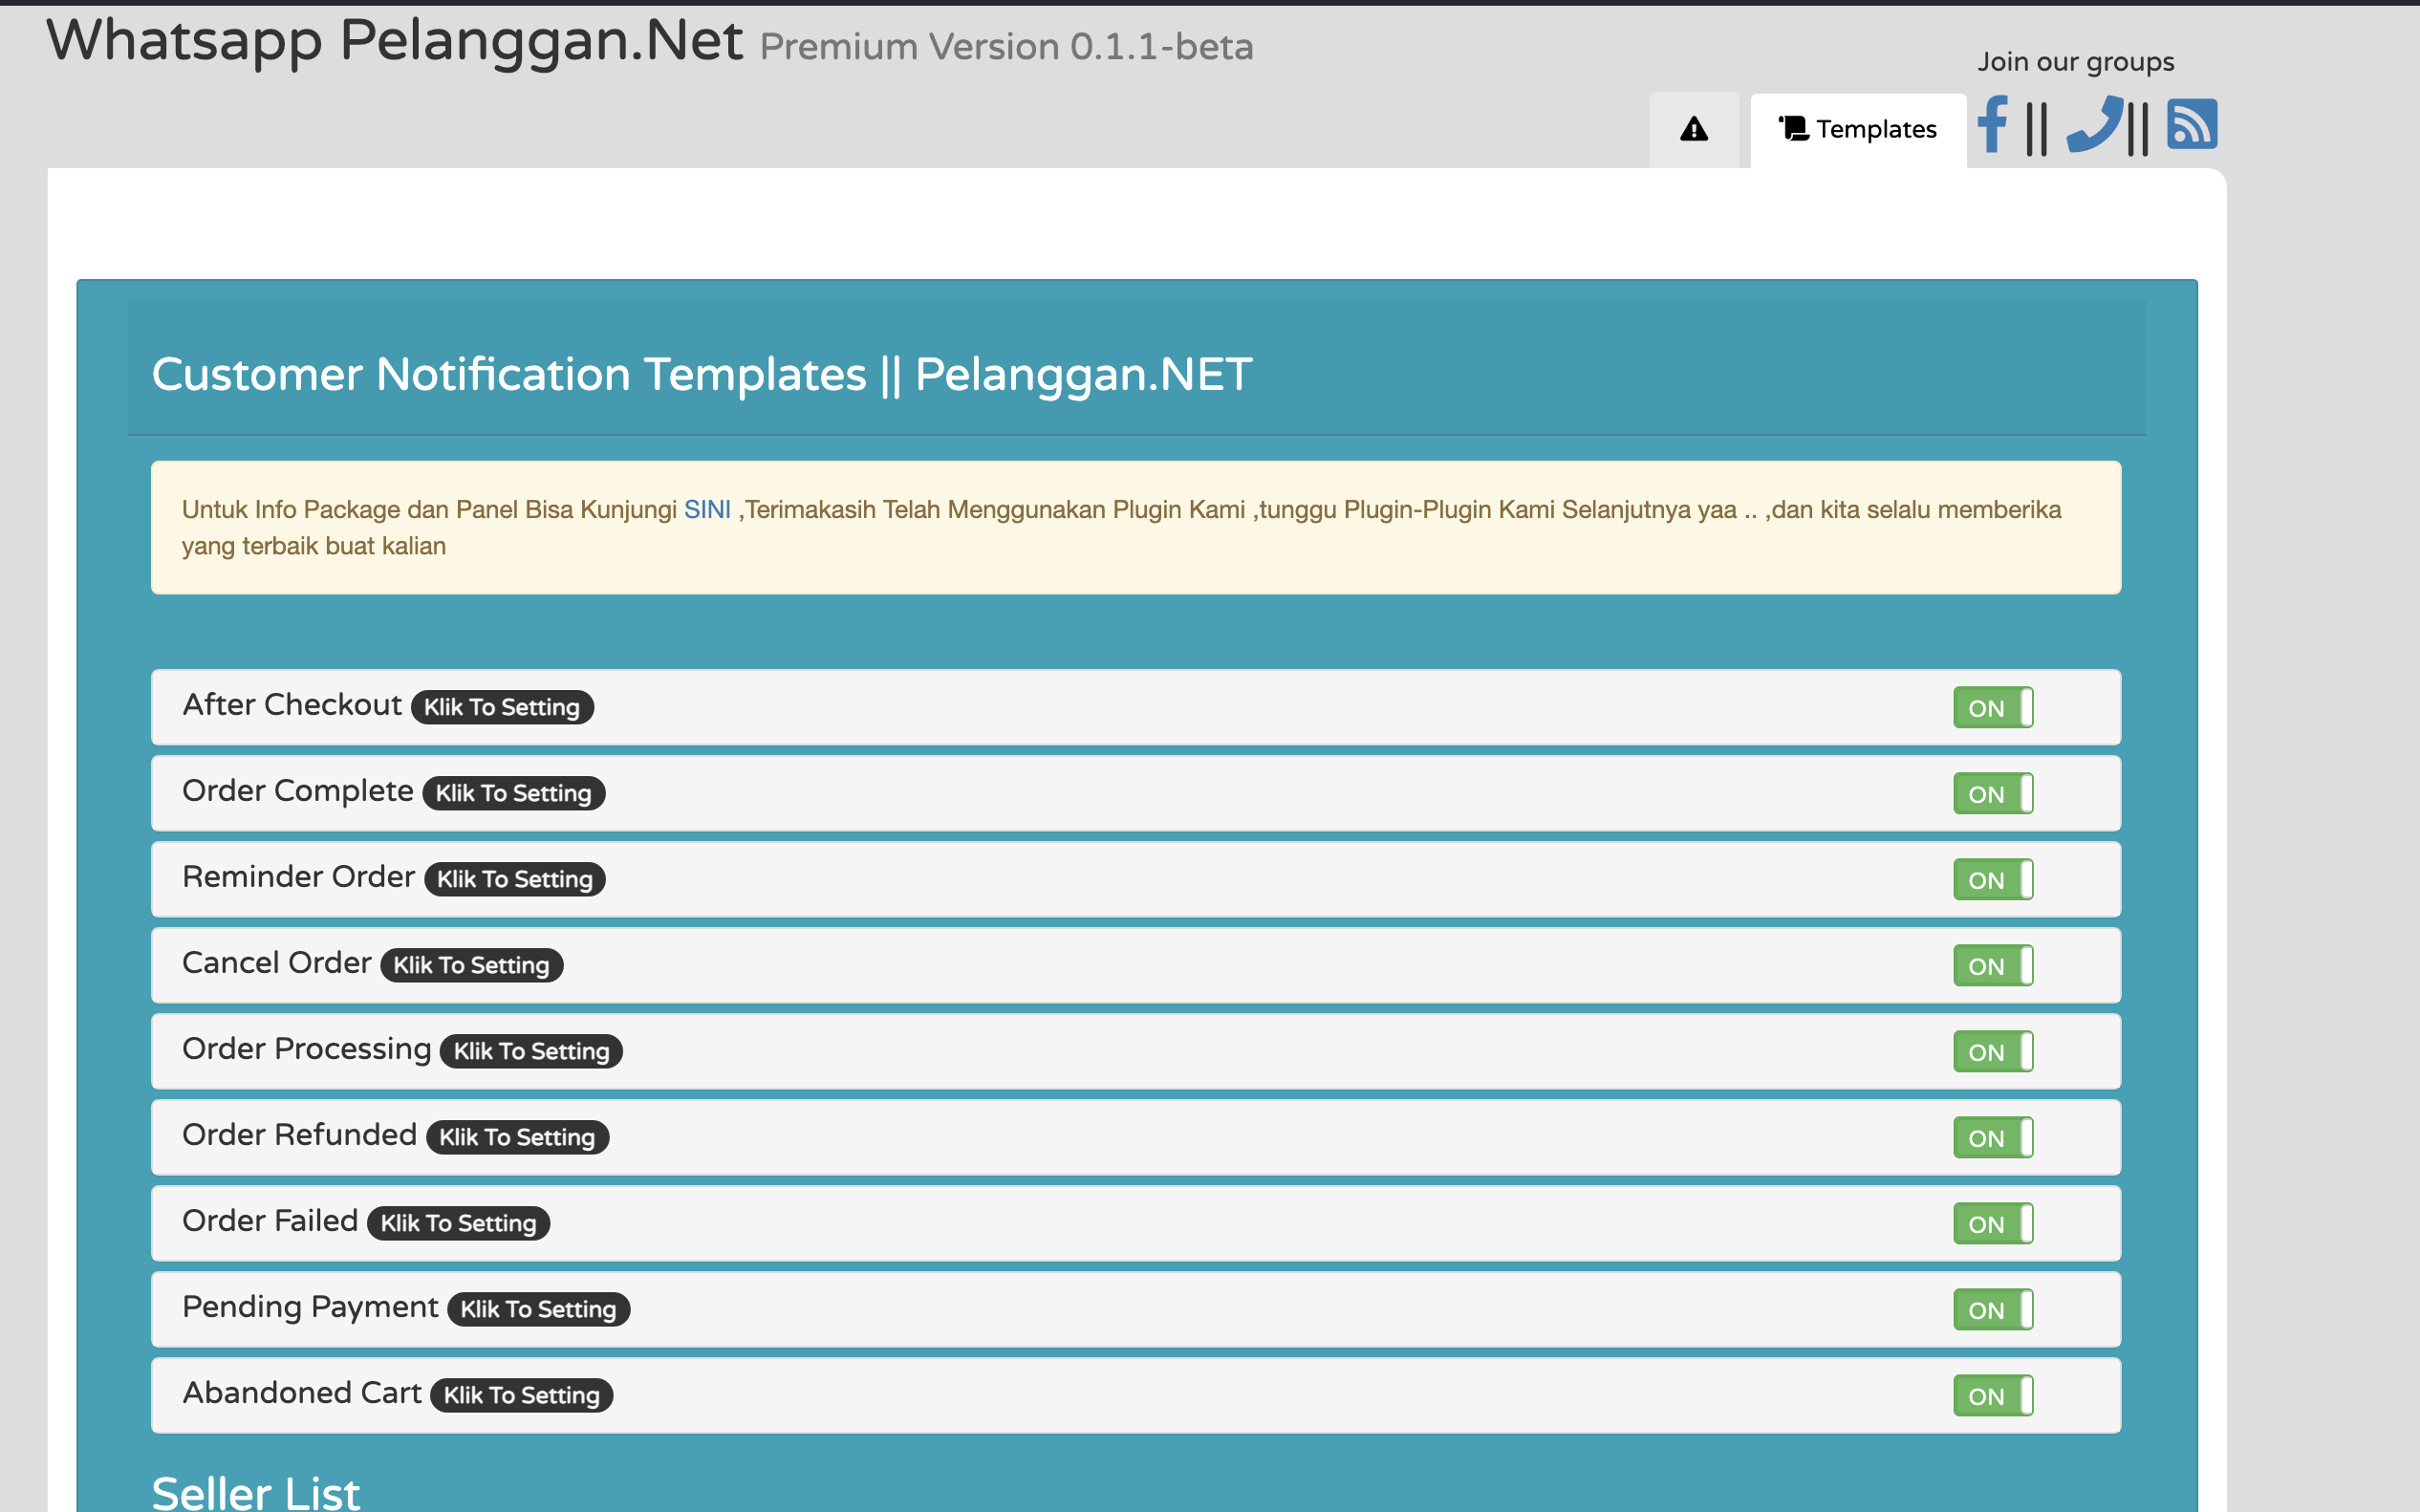 Whatsapp Pelanggan.Net Premium Version 0.1.1-beta
Join our groups
Templates
||
||
Customer Notification Templates || Pelanggan.NET
Untuk Info Package dan Panel Bisa Kunjungi SINI ,Terimakasih Telah Menggunakan Plugin Kami ,tunggu Plugin-Plugin Kami Selanjutnya yaa .. ,dan kita selalu memberika
yang terbaik buat kalian
After Checkout Klik To Setting ON
Order Complete Klik To Setting ON
Reminder Order Klik To Setting ON
Cancel Order Klik To Setting ON
Order Processing Klik To Setting ON
Order Refunded Klik To Setting ON
Order Failed Klik To Setting ON
Pending Payment Klik To Setting ON
Abandoned Cart Klik To Setting ON
Seller List